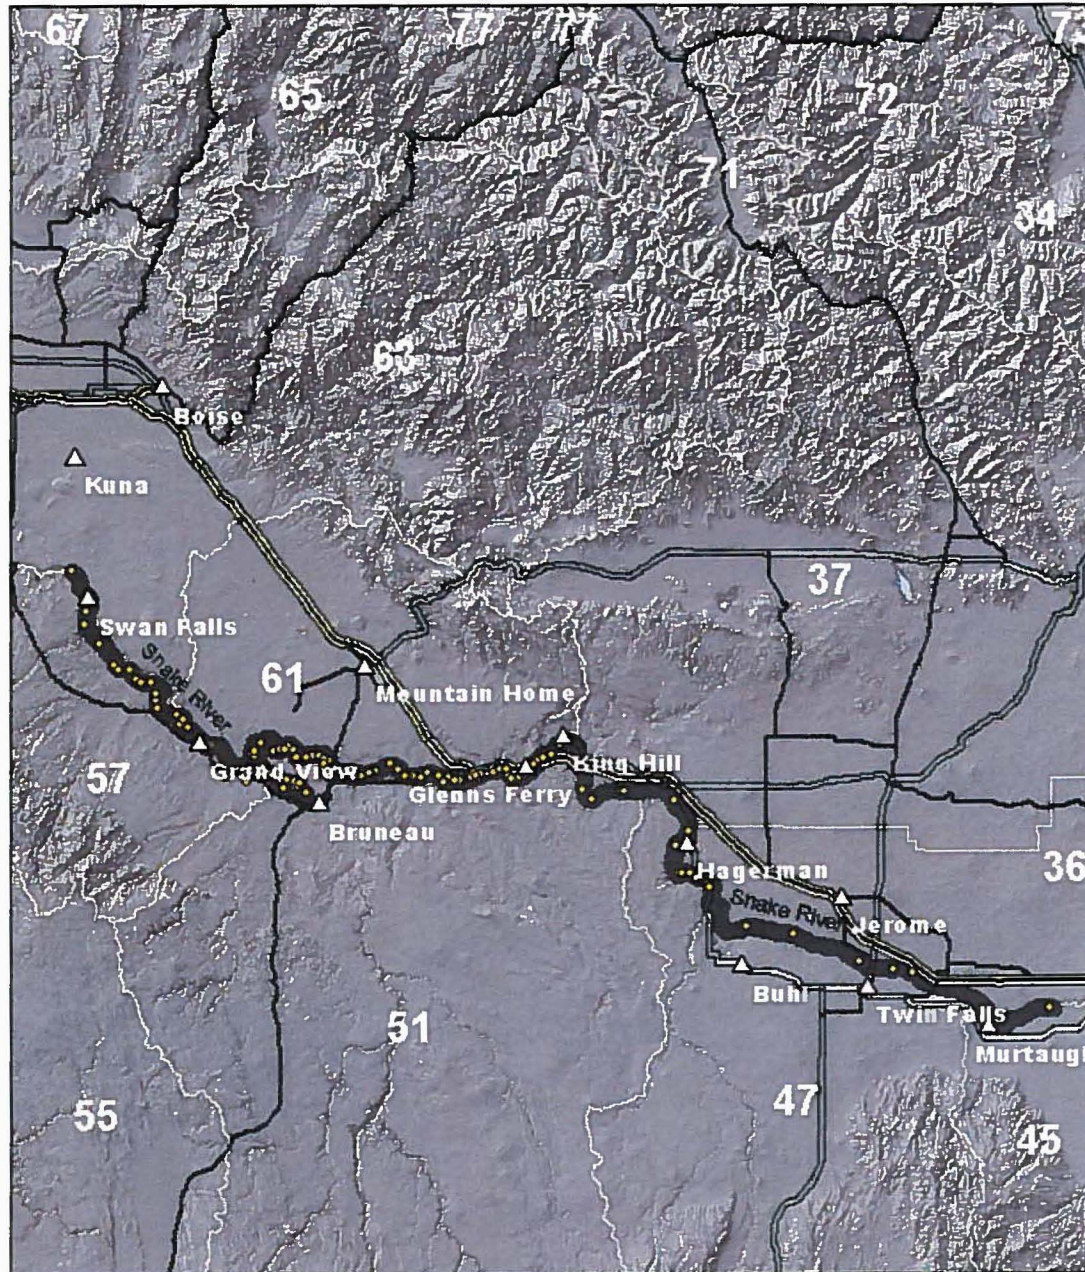 67
77
77
65
72
71
34
63
Boise
Kuna
37
Swan Falls
Snake River
61
Mountain Home
57
Grand View
King Hill
Glenns Ferry
Bruneau
Hagerman
36
Snake River
Jerome
Buhl
51
Twin Falls
Murtaugh
47
55
45